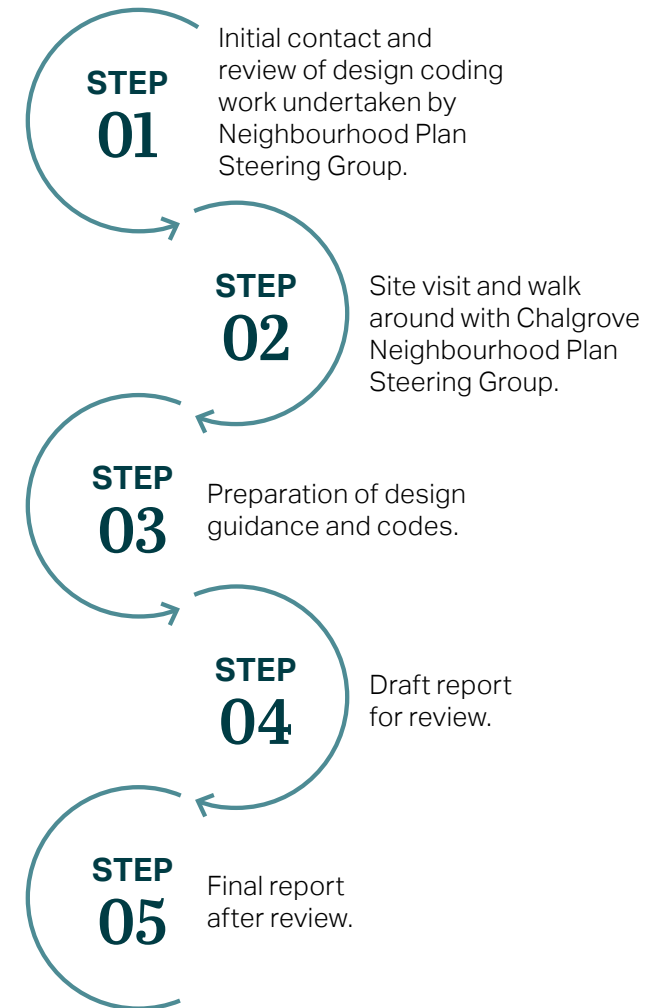 STEP
01
Initial contact and
review of design coding
work undertaken by
Neighbourhood Plan
Steering Group.
STEP
02
Site visit and walk
around with Chalgrove
Neighbourhood Plan
Steering Group.
STEP
03
Preparation of design
guidance and codes.
STEP
04
Draft report
for review.
STEP
05
Final report
after review.